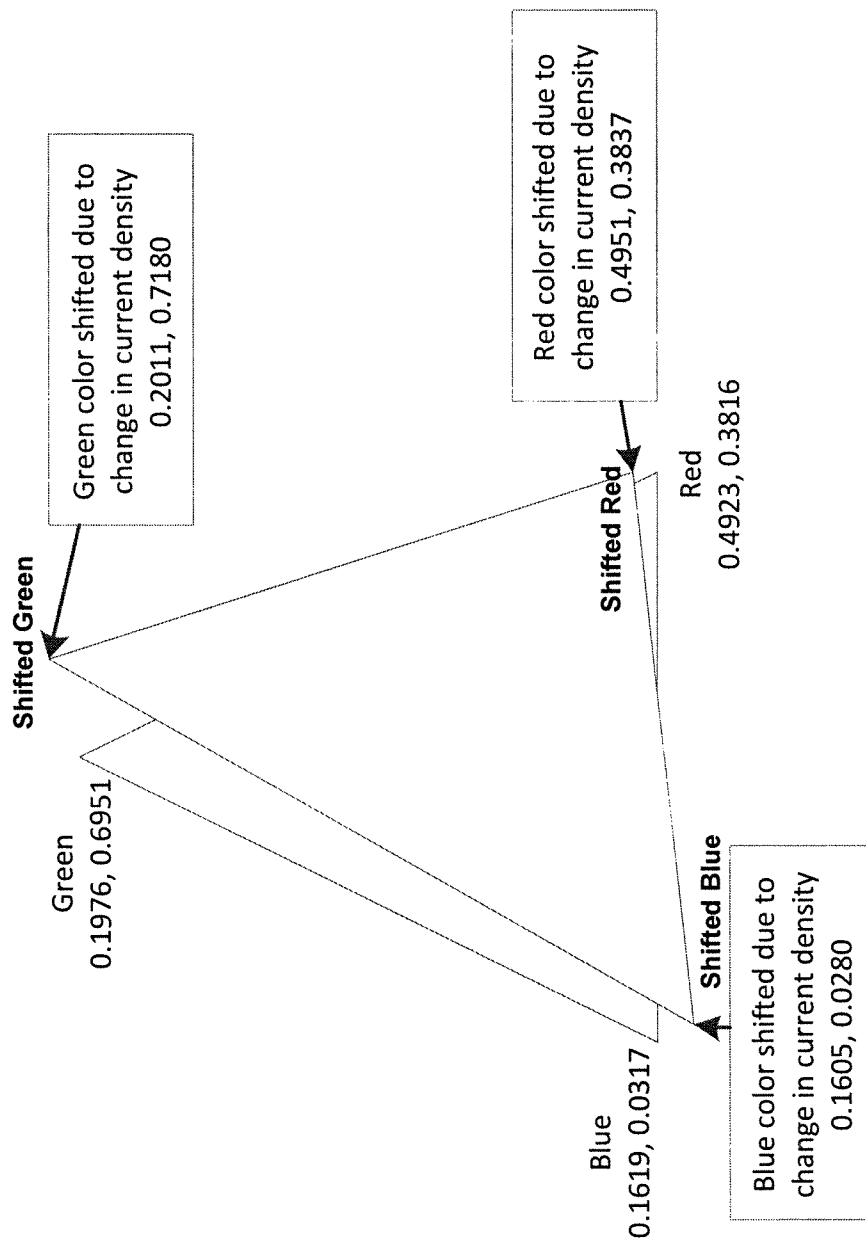 Shifted Green
Green color shifted due to
change in current density
0.2011, 0.7180
Green
0.1976, 0.6951
Red color shifted due to
change in current density
0.4951, 0.3837
Shifted Red
Red
0.4923, 0.3816
Blue
0.1619, 0.0317
Shifted Blue
Blue color shifted due to
change in current density
0.1605, 0.0280